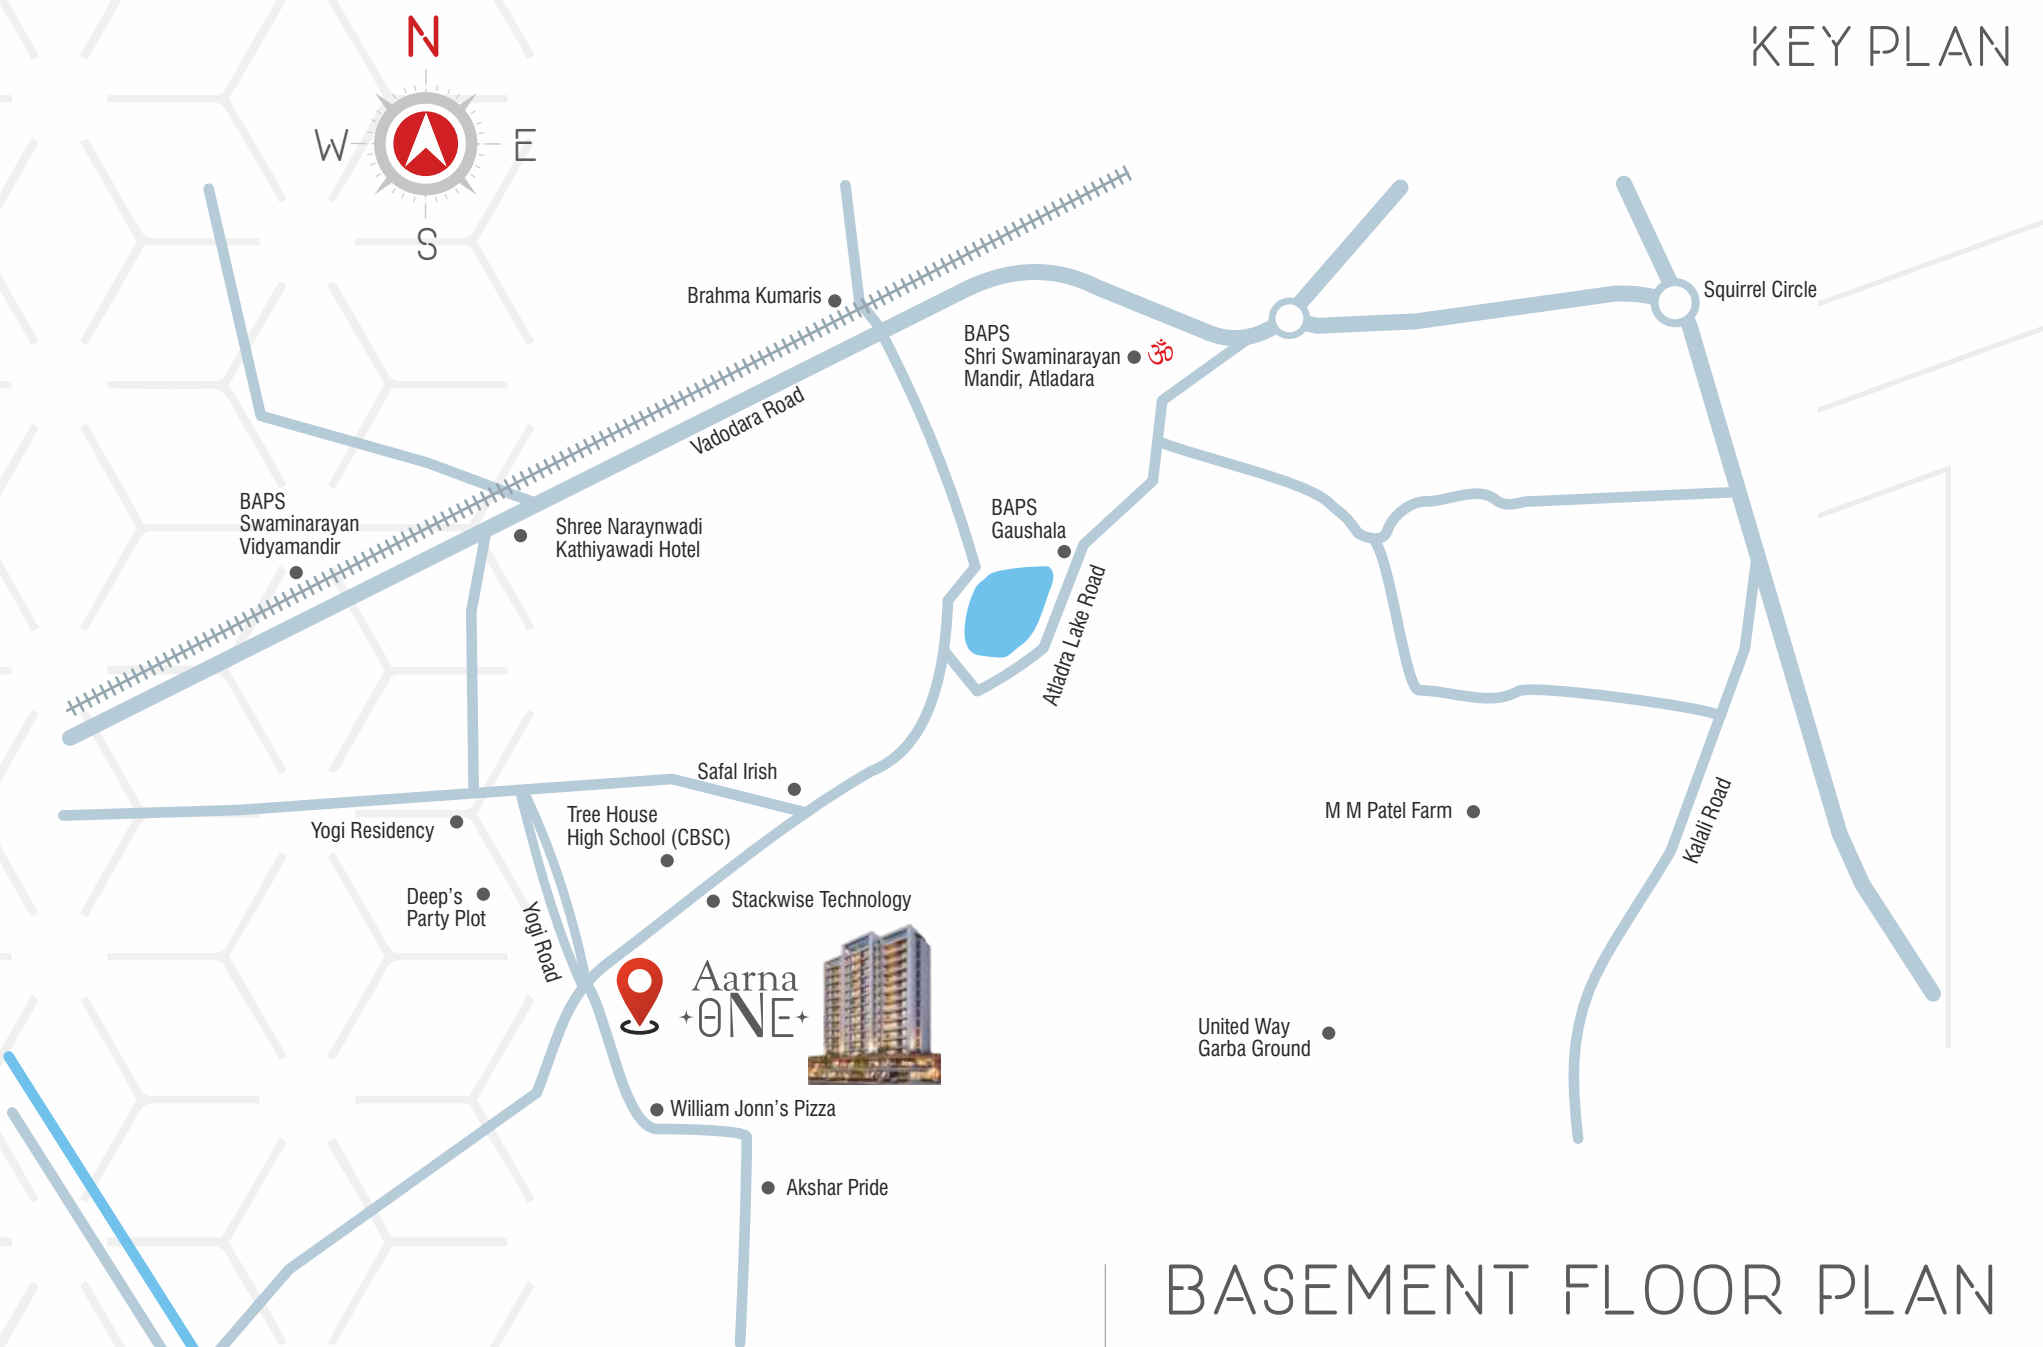 KEY PLAN
N
W
E
S
Squirrel Circle
Brahma Kumaris
BAPS
Shri Swaminarayan
Mandir, Atladara
ॐ
Vadodara Road
BAPS
Swaminarayan
Vidyamandir
Shree Naraynwadi
Kathiyawadi Hotel
BAPS
Gaushala
Atladra Lake Road
Safal Irish
Tree House
High School (CBSC)
Yogi Residency
M M Patel Farm
Kalali Road
Deep's
Party Plot
Yogi Road
Stackwise Technology
Aarna
ONE
United Way
Garba Ground
William Jonn's Pizza
Akshar Pride
BASEMENT FLOOR PLAN